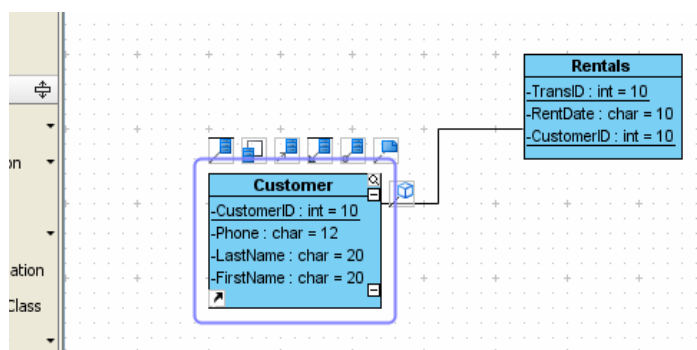 Rentals
-TransID : int = 10
-RentDate : char = 10
-CustomerID : int = 10
on
Customer
-CustomerID : int = 10
-Phone : char = 12
-LastName : char = 20
-FirstName : char = 20
ation
Class